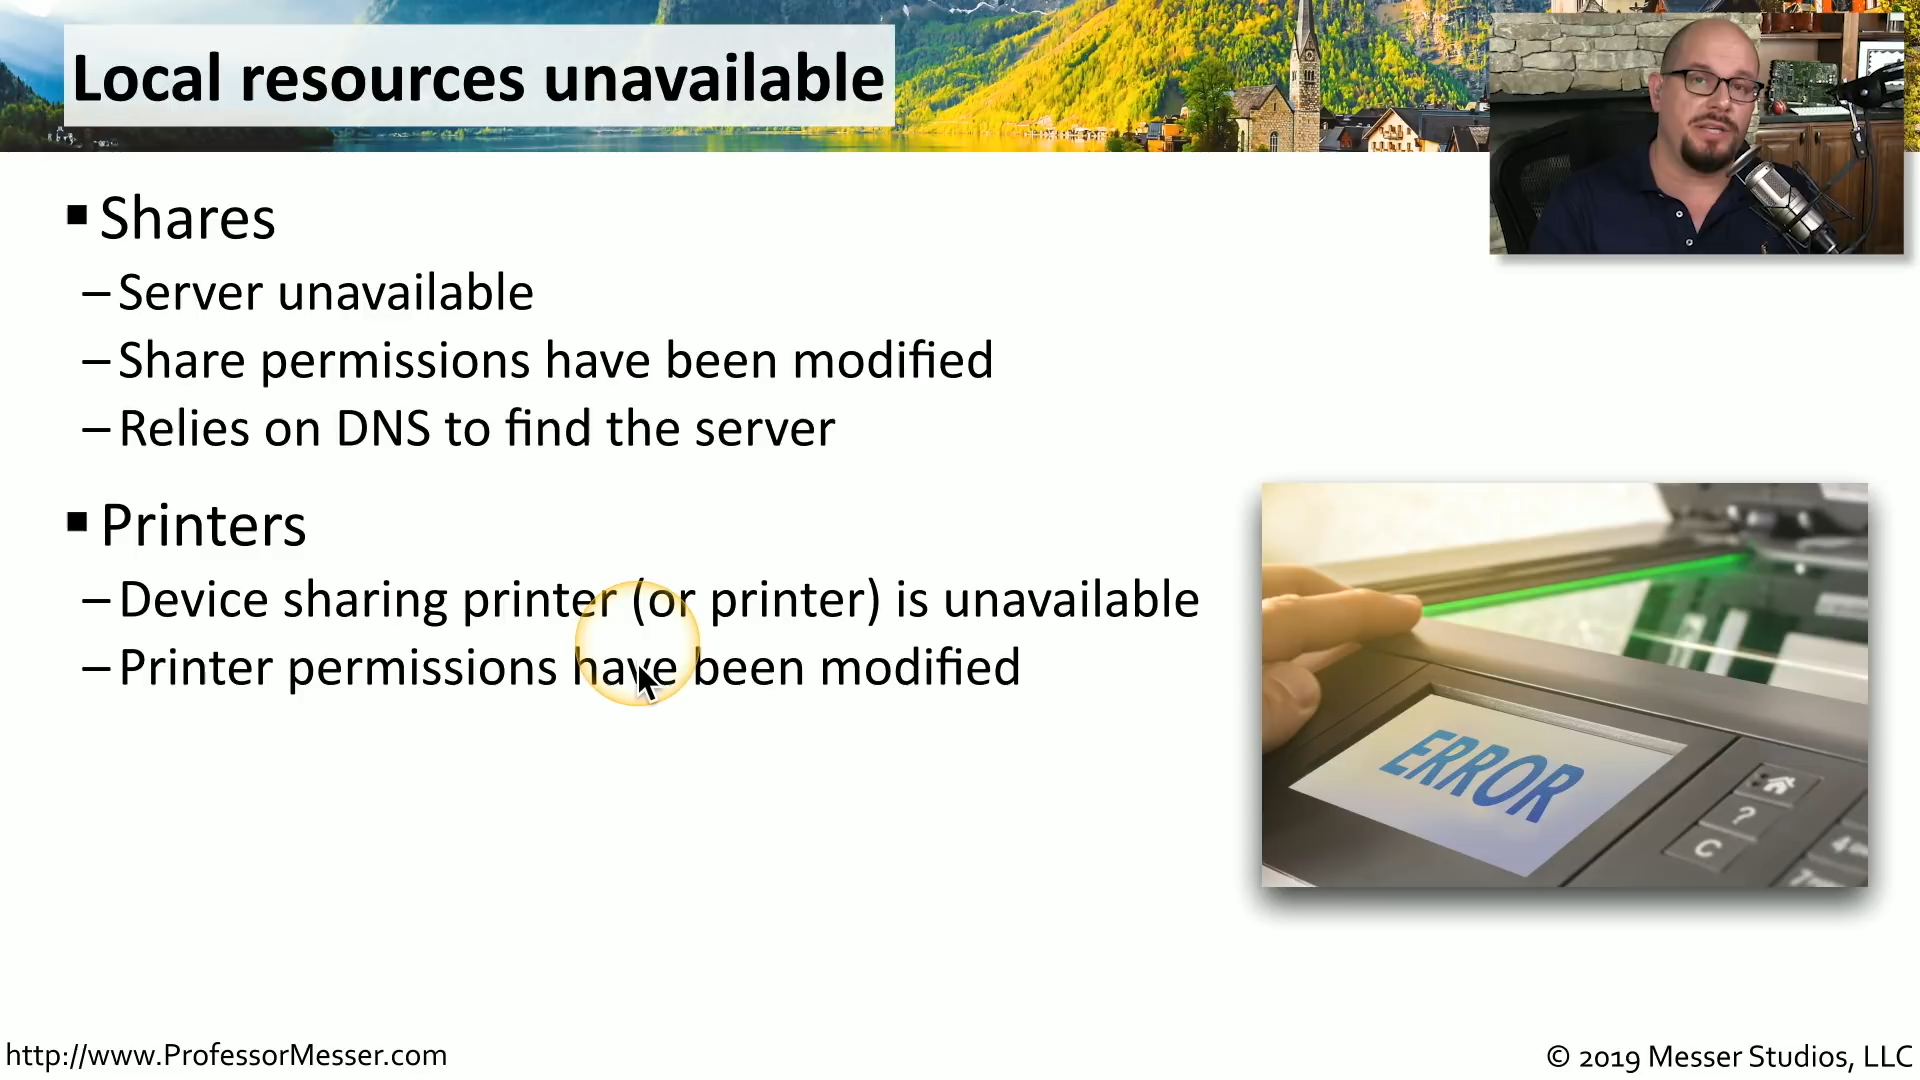 Local resources unavailable
▪ Shares
– Server unavailable
– Share permissions have been modified
– Relies on DNS to find the server
▪ Printers
– Device sharing printer (or printer) is unavailable
– Printer permissions have been modified
ERROR
?
C
4
7
http://www.ProfessorMesser.com
© 2019 Messer Studios, LLC